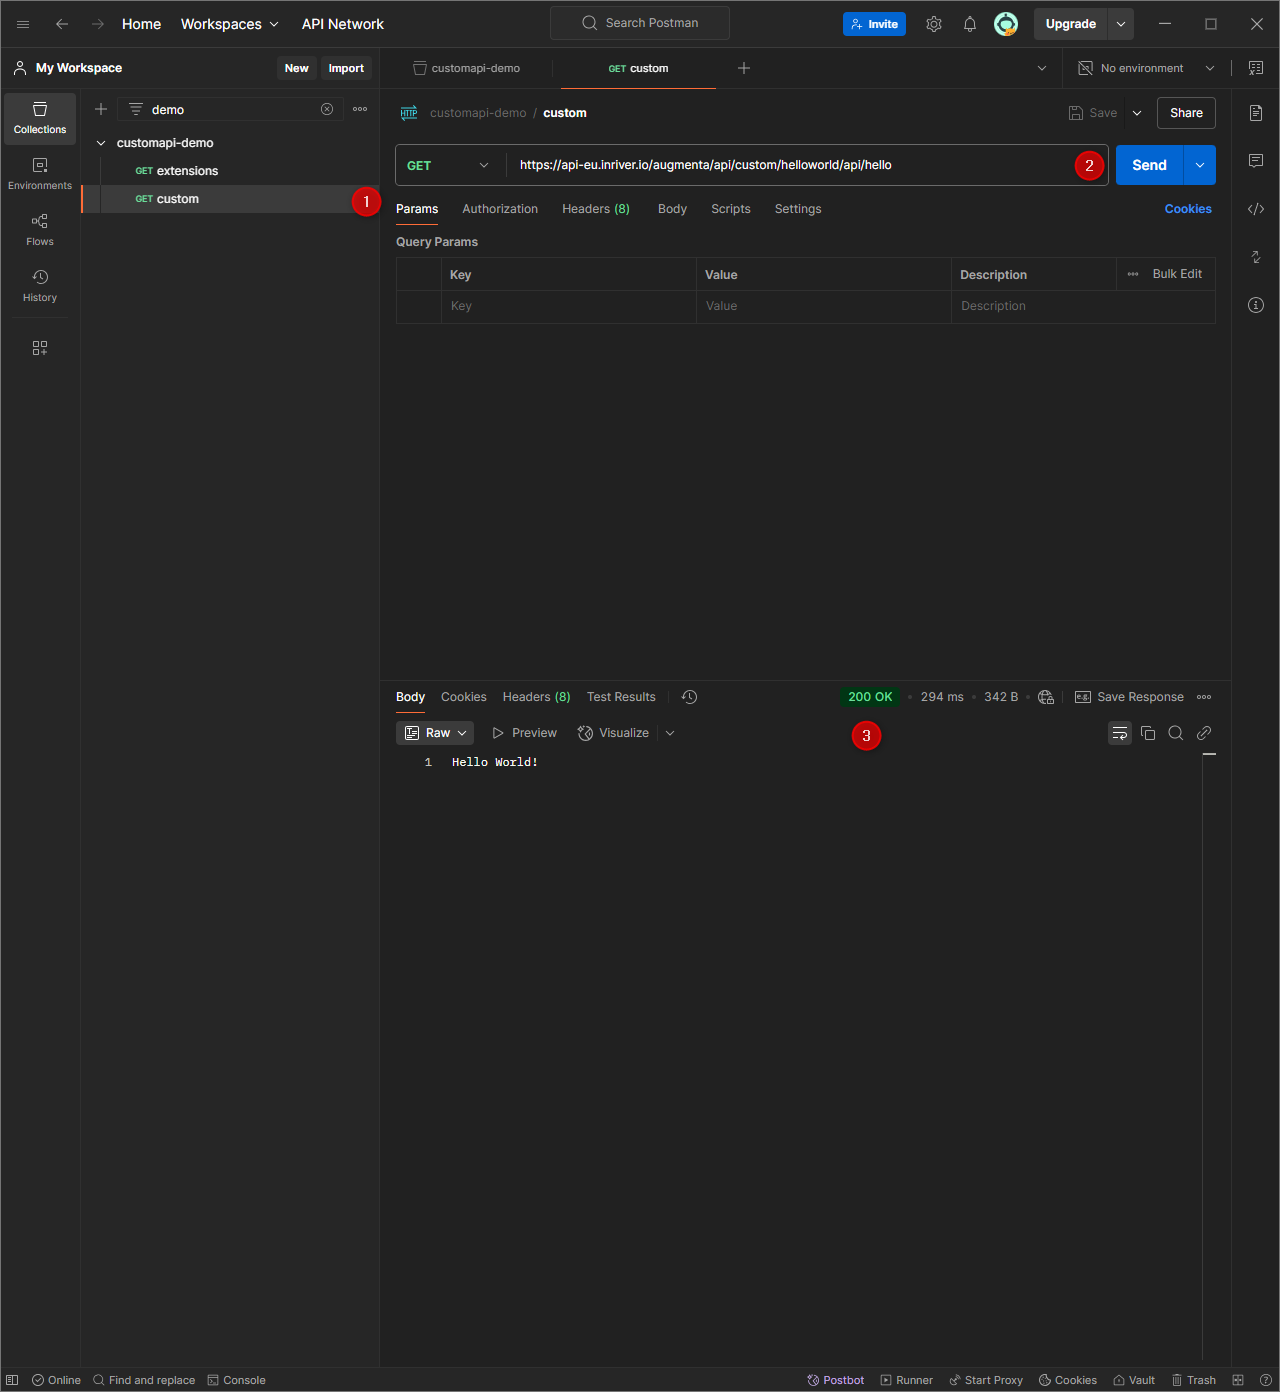 Home Workspaces API Network Search Postman Invite Upgrade
My Workspace New Import customapi-demo GET custom No environment
Collections
Environments
Flows
History
demo
customapi-demo
GET extensions
GET custom
1
HTTP customapi-demo / custom Save Share
GET https://api-eu.inriver.io/augmenta/api/custom/helloworld/api/hello 2 Send
Params Authorization Headers (8) Body Scripts Settings Cookies
Query Params
Key Value Description Bulk Edit
Key Value Description
Body Cookies Headers (8) Test Results 200 OK 294 ms 342 B e.g. Save Response
Raw Preview Visualize 3
1 Hello World!
Online Find and replace Console Postbot Runner Start Proxy Cookies Vault Trash